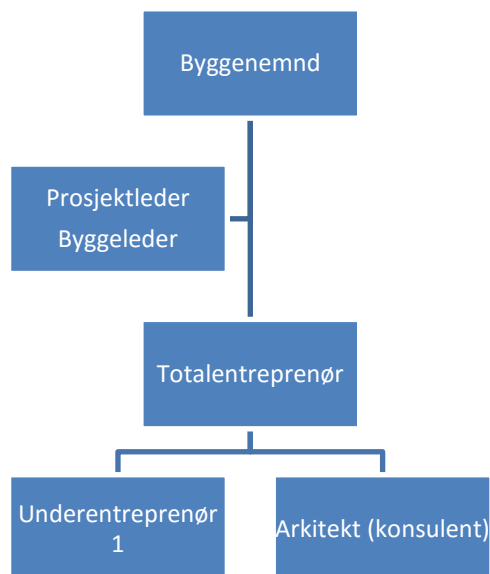 Byggenemnd
Prosjektleder
Byggeleder
Totalentreprenør
Underentreprenør
1
Arkitekt (konsulent)